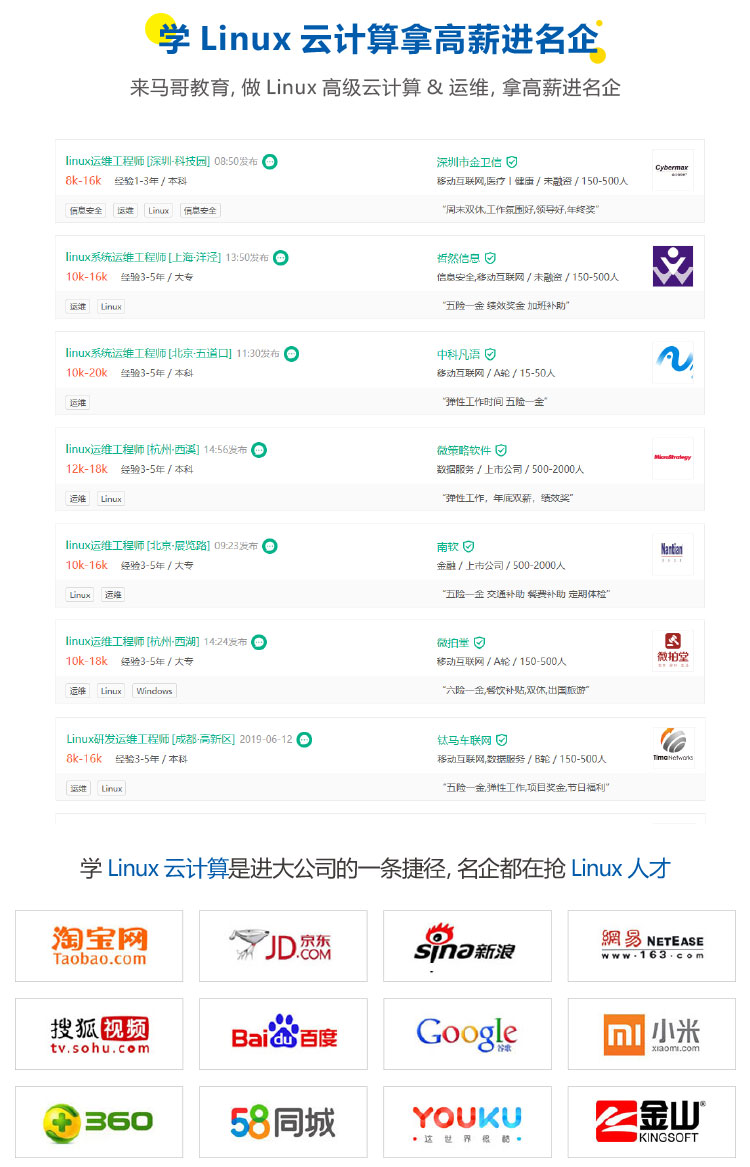 学 Linux 云计算拿高薪进名企
来马哥教育, 做 Linux 高级云计算 & 运维, 拿高薪进名企
linux运维工程师 [深圳·科技园] 08:50发布
深圳市金卫信
Cybermax
8k-16k 经验1-3年 / 本科
移动互联网,医疗丨健康 / 未融资 / 150-500人
信息安全 运维 Linux 信息安全
“周末双休,工作氛围好,领导好,年终奖”
linux系统运维工程师 [上海·洋泾] 13:50发布
哲然信息
10k-16k 经验3-5年 / 大专
信息安全,移动互联网 / 未融资 / 150-500人
运维 Linux
“五险一金 绩效奖金 加班补助”
linux系统运维工程师 [北京·五道口] 11:30发布
中科凡语
10k-20k 经验3-5年 / 本科
移动互联网 / A轮 / 15-50人
运维
“弹性工作时间 五险一金”
linux运维工程师 [杭州·西溪] 14:56发布
微策略软件
MicroStrategy
12k-18k 经验3-5年 / 本科
数据服务 / 上市公司 / 500-2000人
运维 Linux
“弹性工作，年底双薪，绩效奖”
linux运维工程师 [北京·展览路] 09:23发布
南软
Nantian
10k-16k 经验3-5年 / 大专
金融 / 上市公司 / 500-2000人
Linux 运维
“五险一金 交通补助 餐费补助 定期体检”
linux运维工程师 [杭州·西湖] 14:24发布
微拍堂
微拍堂
10k-18k 经验3-5年 / 大专
移动互联网 / A轮 / 150-500人
运维 Linux Windows
“六险一金,餐饮补贴,双休,出国旅游”
Linux研发运维工程师 [成都·高新区] 2019-06-12
钛马车联网
TimaNetworks
8k-16k 经验3-5年 / 本科
移动互联网,数据服务 / B轮 / 150-500人
运维 Linux
“五险一金,弹性工作,项目奖金,节日福利”
学 Linux 云计算是进大公司的一条捷径, 名企都在抢 Linux 人才
淘宝网
Taobao.com
JD 京东
.COM
sina新浪
網易 NETEASE
www.163.com
搜狐视频
tv.sohu.com
Bai du 百度
Google
谷歌
mi 小米
xiaomi.com
360
58同城
YOUKU
这世界很酷
金山®
KINGSOFT